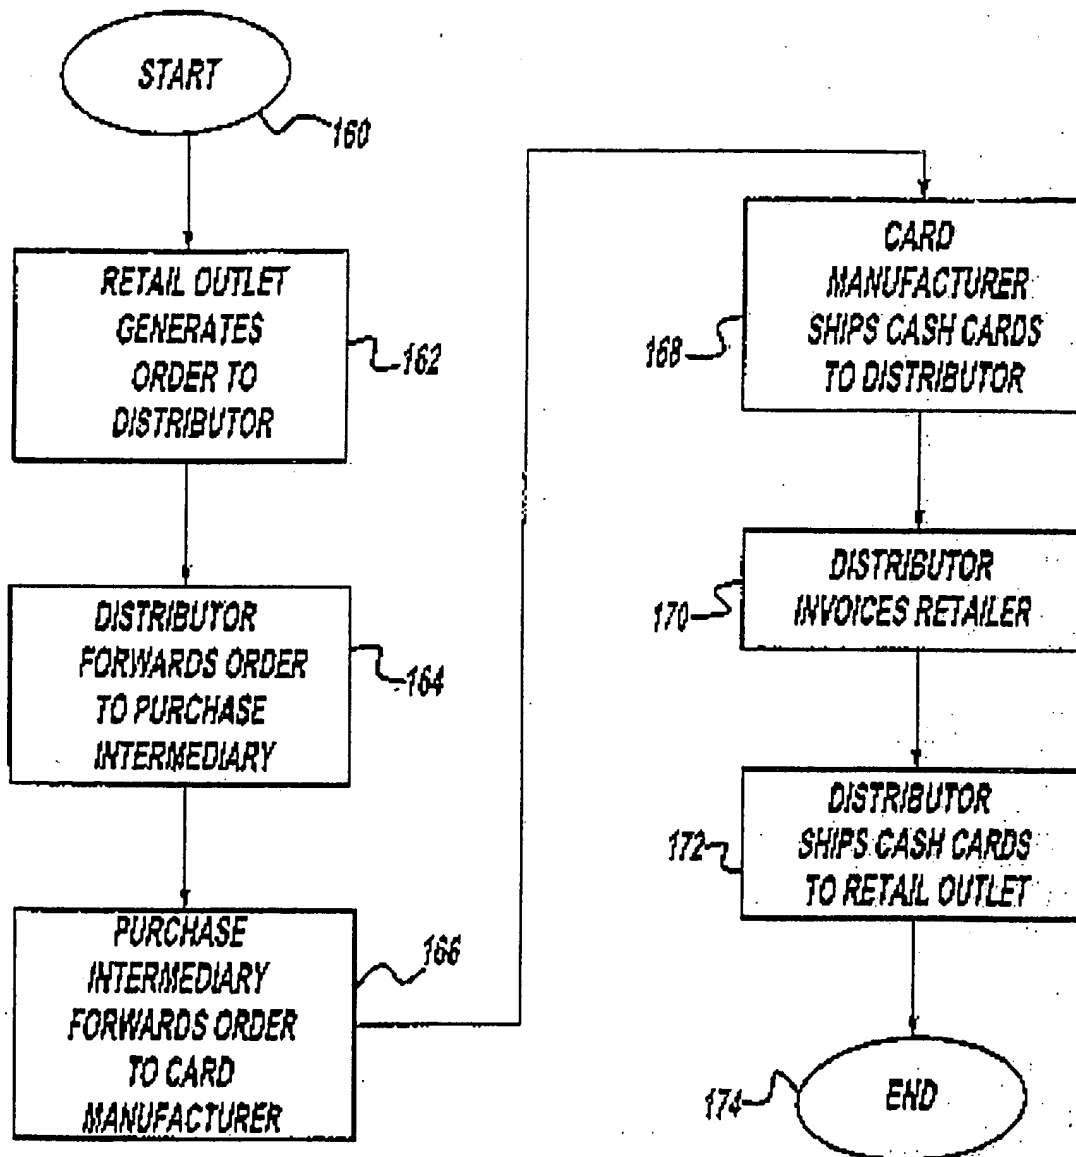 START
160
RETAIL OUTLET
GENERATES
ORDER TO
DISTRIBUTOR
162
DISTRIBUTOR
FORWARDS ORDER
TO PURCHASE
INTERMEDIARY
164
PURCHASE
INTERMEDIARY
FORWARDS ORDER
TO CARD
MANUFACTURER
166
CARD
MANUFACTURER
SHIPS CASH CARDS
TO DISTRIBUTOR
168
DISTRIBUTOR
INVOICES RETAILER
170
DISTRIBUTOR
SHIPS CASH CARDS
TO RETAIL OUTLET
172
END
174